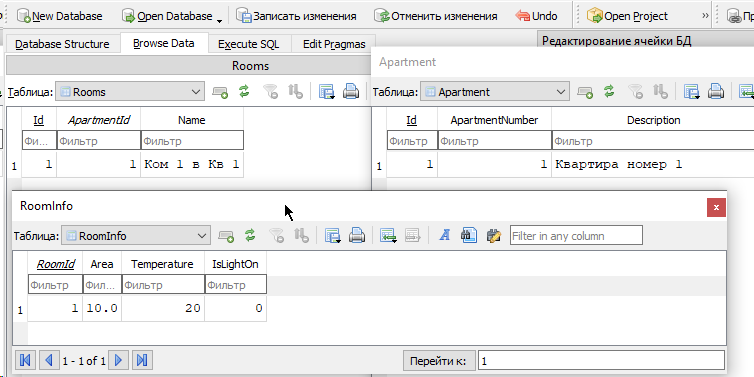 New Database Open Database Записать изменения Отменить изменения Undo Open Project »
Database Structure Browse Data Execute SQL Edit Pragmas Редактирование ячейки БД
Rooms Apartment
Таблица: Rooms Таблица: Apartment
Id ApartmentId Name Id ApartmentNumber Description
Фи... Фильтр Фильтр Фильтр Фильтр Фильтр
1 1 1 Ком 1 в Кв 1 1 1 1 Квартира номер 1
RoomInfo x
Таблица: RoomInfo A Filter in any column
RoomId Area Temperature IsLightOn
Фильтр Фил... Фильтр Фильтр
1 1 10.0 20 0
1 - 1 of 1 Перейти к: 1